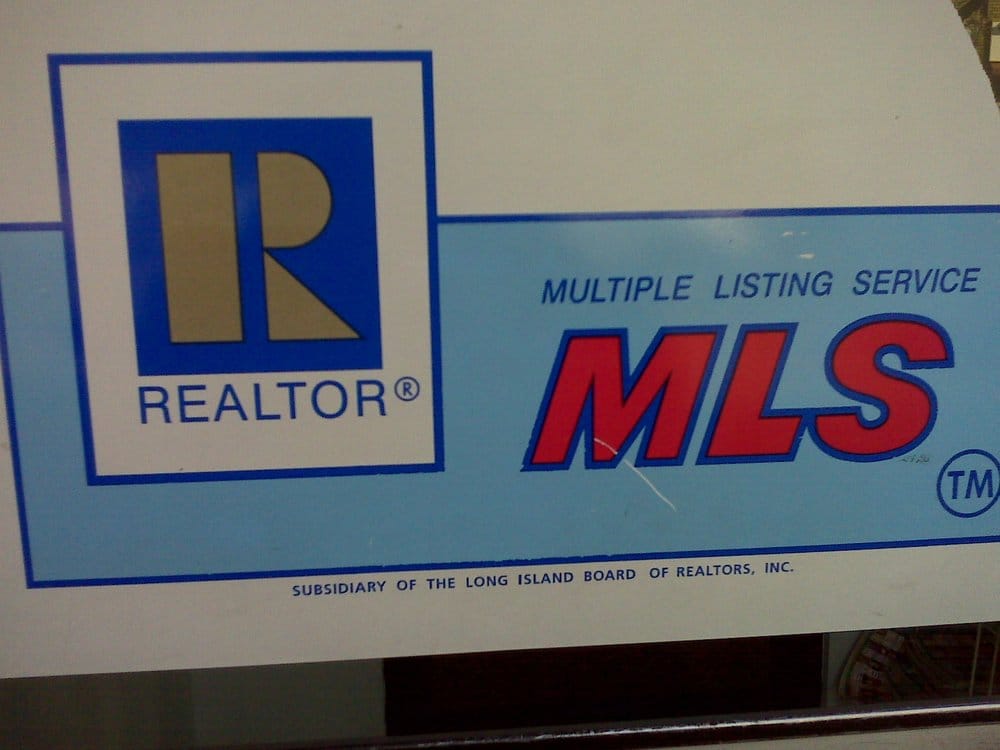 R
REALTOR®
MULTIPLE LISTING SERVICE
MLS
TM
SUBSIDIARY OF THE LONG ISLAND BOARD OF REALTORS, INC.